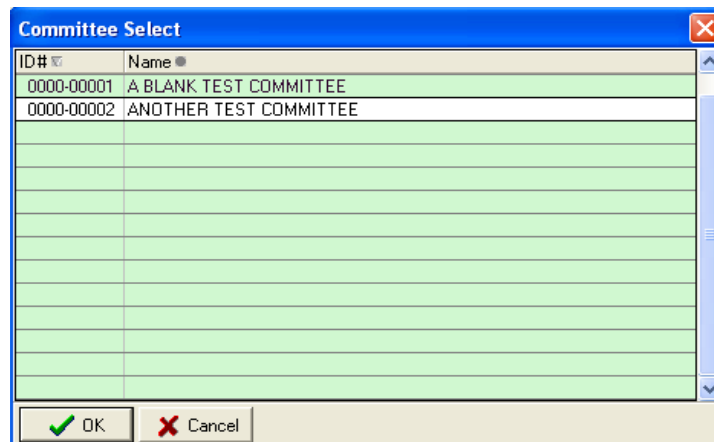 Committee Select
ID# Name
0000-00001 A BLANK TEST COMMITTEE
0000-00002 ANOTHER TEST COMMITTEE
OK Cancel